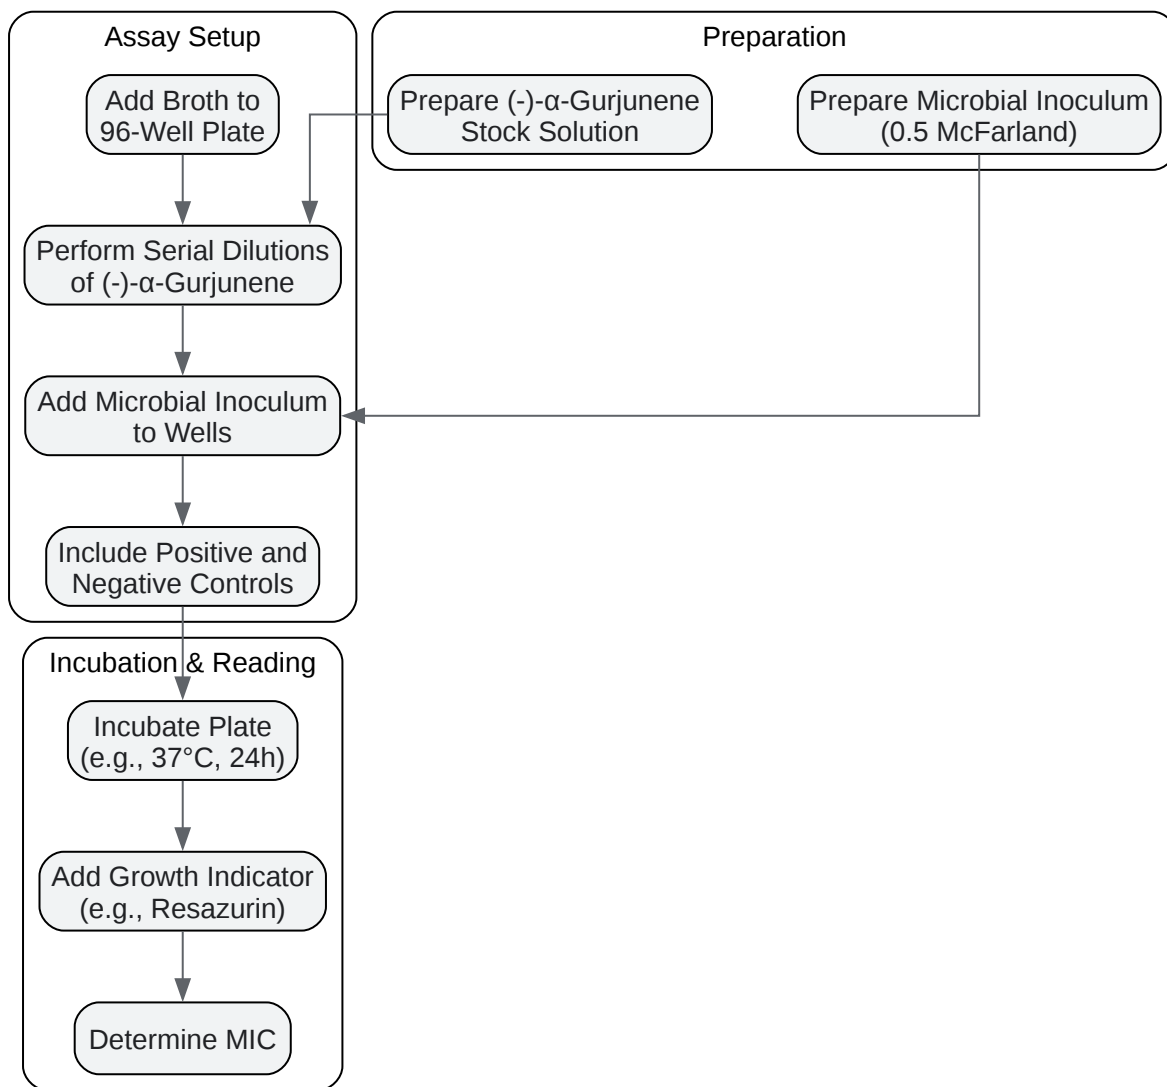 Assay Setup
Add Broth to
96-Well Plate
Perform Serial Dilutions
of (-)-α-Gurjunene
Add Microbial Inoculum
to Wells
Include Positive and
Negative Controls
Preparation
Prepare (-)-α-Gurjunene
Stock Solution
Prepare Microbial Inoculum
(0.5 McFarland)
Incubation & Reading
Incubate Plate
(e.g., 37°C, 24h)
Add Growth Indicator
(e.g., Resazurin)
Determine MIC